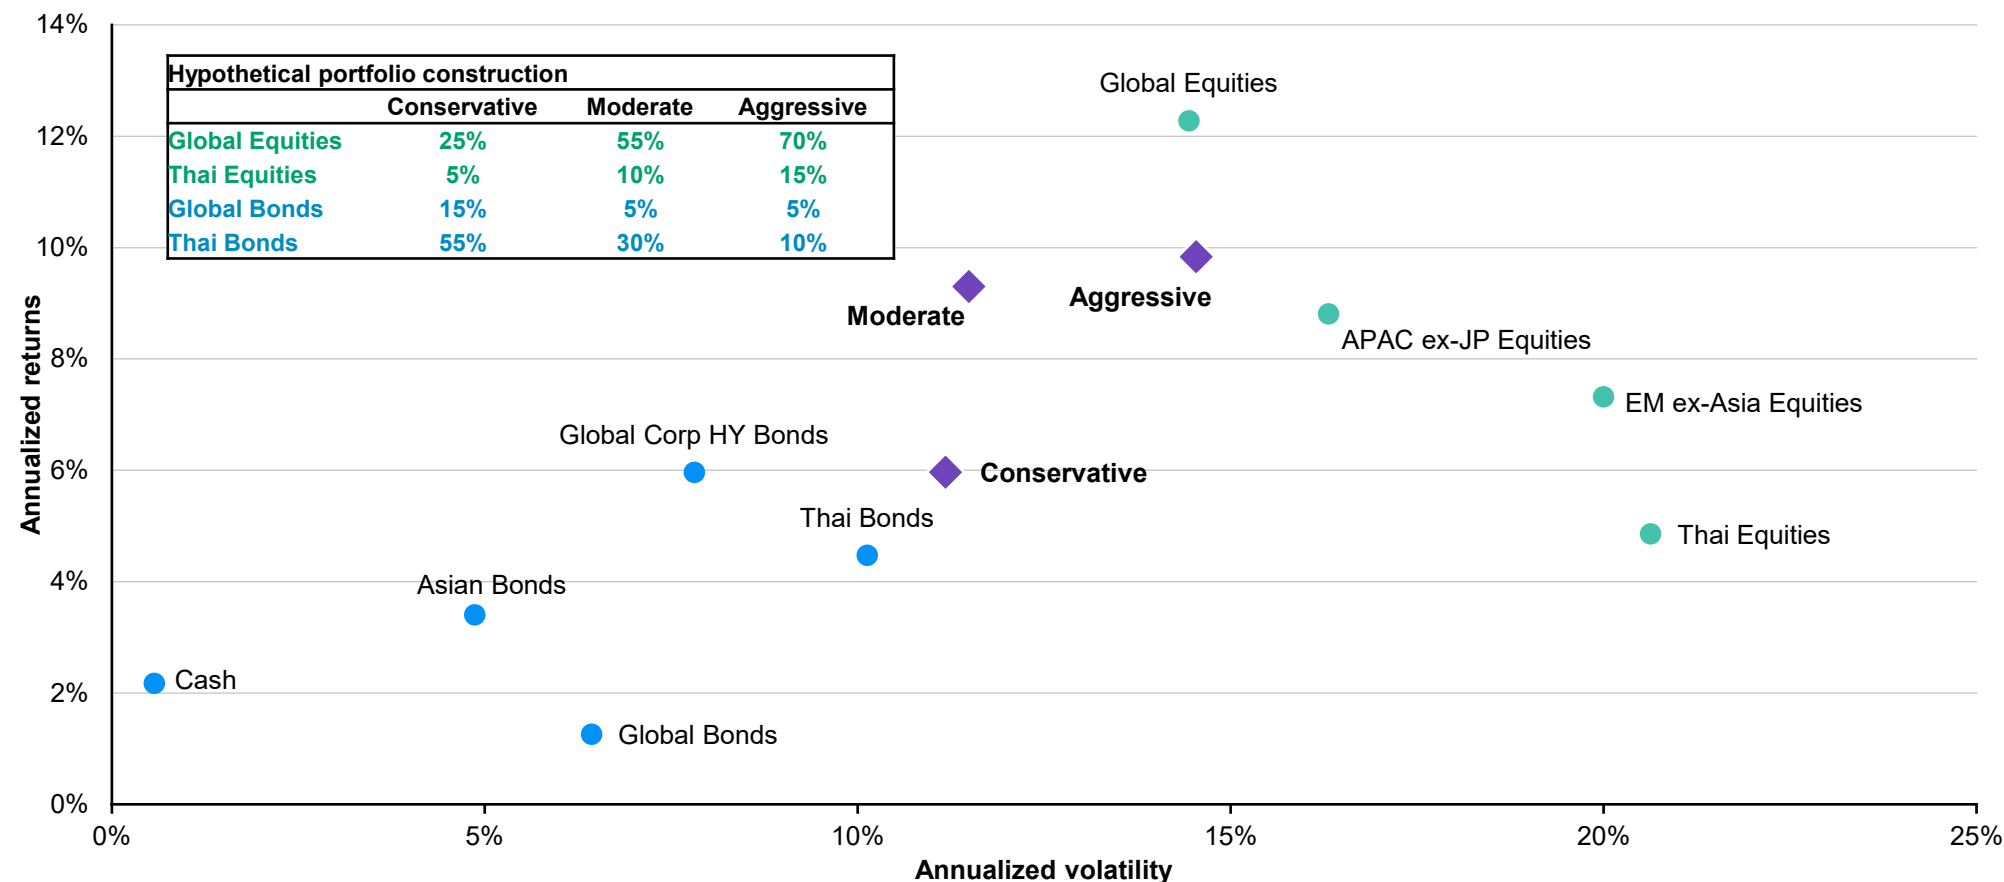 14%
Hypothetical portfolio construction
Conservative Moderate Aggressive
Global Equities 25% 55% 70%
Thai Equities 5% 10% 15%
Global Bonds 15% 5% 5%
Thai Bonds 55% 30% 10%
Global Equities
12%
10%
Aggressive
Moderate
APAC ex-JP Equities
8%
EM ex-Asia Equities
Global Corp HY Bonds
6%
Conservative
Thai Bonds
Thai Equities
4%
Asian Bonds
Cash
2%
Global Bonds
0%
Annualized returns
0% 5% 10% 15% 20% 25%
Annualized volatility